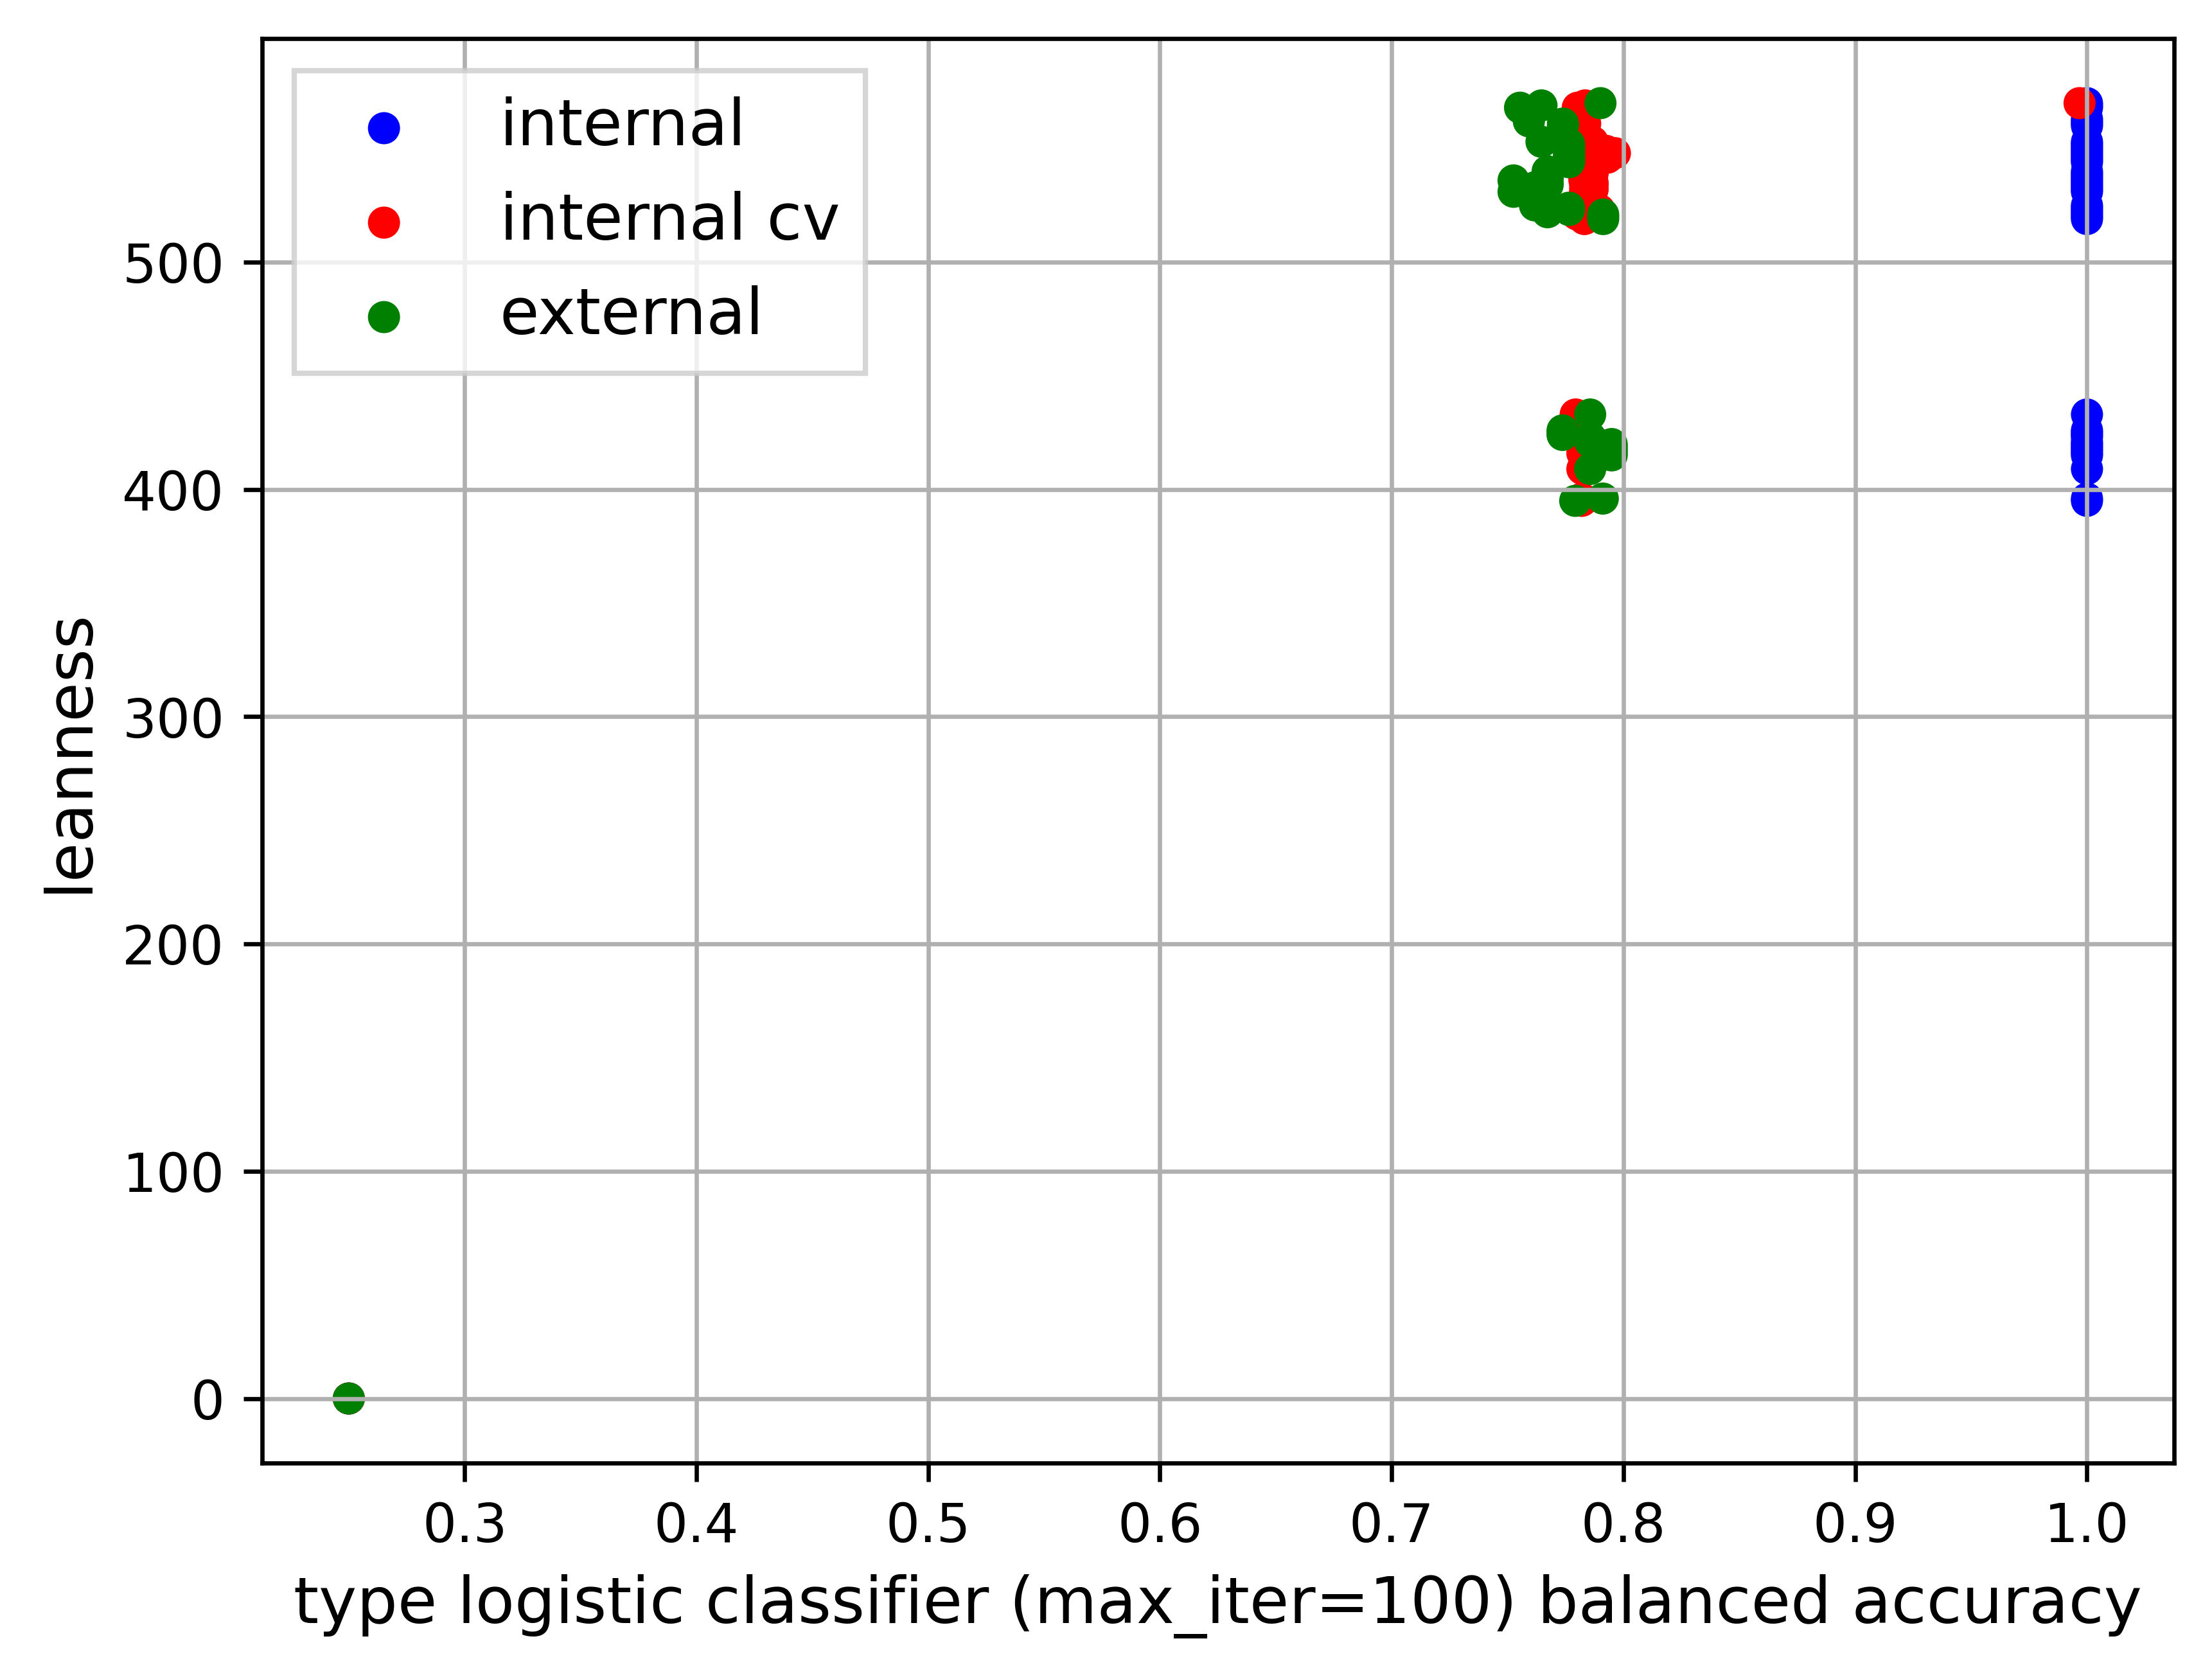 internal
internal cv
external
leanness
500
400
300
200
100
0
0.3 0.4 0.5 0.6 0.7 0.8 0.9 1.0
type logistic classifier (max_iter=100) balanced accuracy